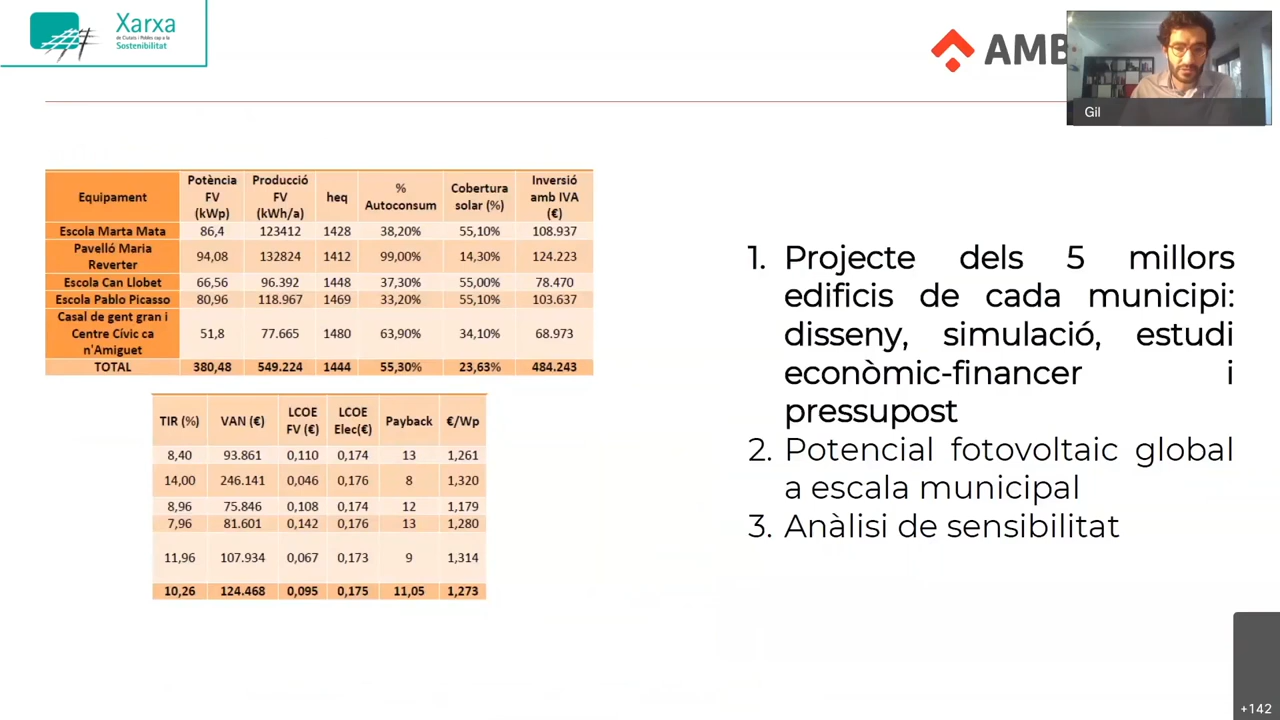 Xarxa
de Ciutats i Pobles cap a la
Sostenibilitat
AMB
Gil
Equipament
Potència
FV
(kWp)
Producció
FV
(kWh/a)
heq
%
Autoconsum
Cobertura
solar (%)
Inversió
amb IVA
(€)
Escola Marta Mata 86,4 123412 1428 38,20% 55,10% 108.937
Pavelló Maria
Reverter 94,08 132824 1412 99,00% 14,30% 124.223
Escola Can Llobet 66,56 96.392 1448 37,30% 55,00% 78.470
Escola Pablo Picasso 80,96 118.967 1469 33,20% 55,10% 103.637
Casal de gent gran i
Centre Cívic ca
n'Amiguet 51,8 77.665 1480 63,90% 34,10% 68.973
TOTAL 380,48 549.224 1444 55,30% 23,63% 484.243
TIR (%)
VAN (€)
LCOE
FV (€)
LCOE
Elec(€)
Payback
€/Wp
8,40 93.861 0,110 0,174 13 1,261
14,00 246.141 0,046 0,176 8 1,320
8,96 75.846 0,108 0,174 12 1,179
7,96 81.601 0,142 0,176 13 1,280
11,96 107.934 0,067 0,173 9 1,314
10,26 124.468 0,095 0,175 11,05 1,273
1. Projecte dels 5 millors
edificis de cada municipi:
disseny, simulació, estudi
econòmic-financer i
pressupost
2. Potencial fotovoltaic global
a escala municipal
3. Anàlisi de sensibilitat
+142